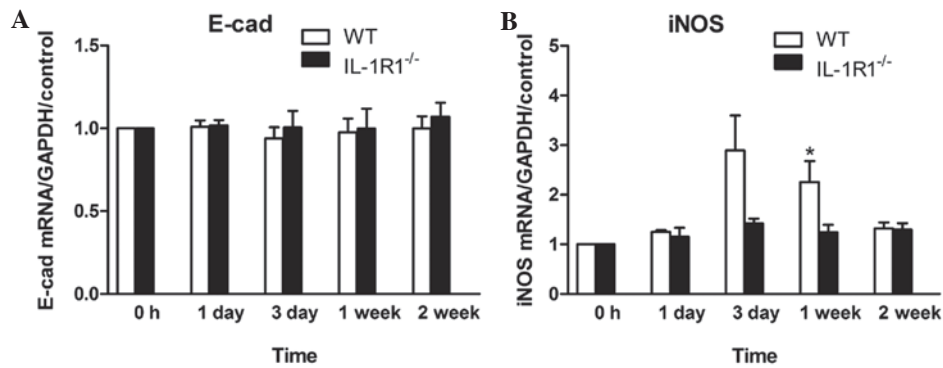 A
E-cad
WT
IL-1R1-/-
E-cad mRNA/GAPDH/control
1.5
1.0
0.5
0.0
0 h 1 day 3 day 1 week 2 week
Time
B
iNOS
WT
IL-1R1-/-
iNOS mRNA/GAPDH/control
5
4
3
2
1
0
*
0 h 1 day 3 day 1 week 2 week
Time